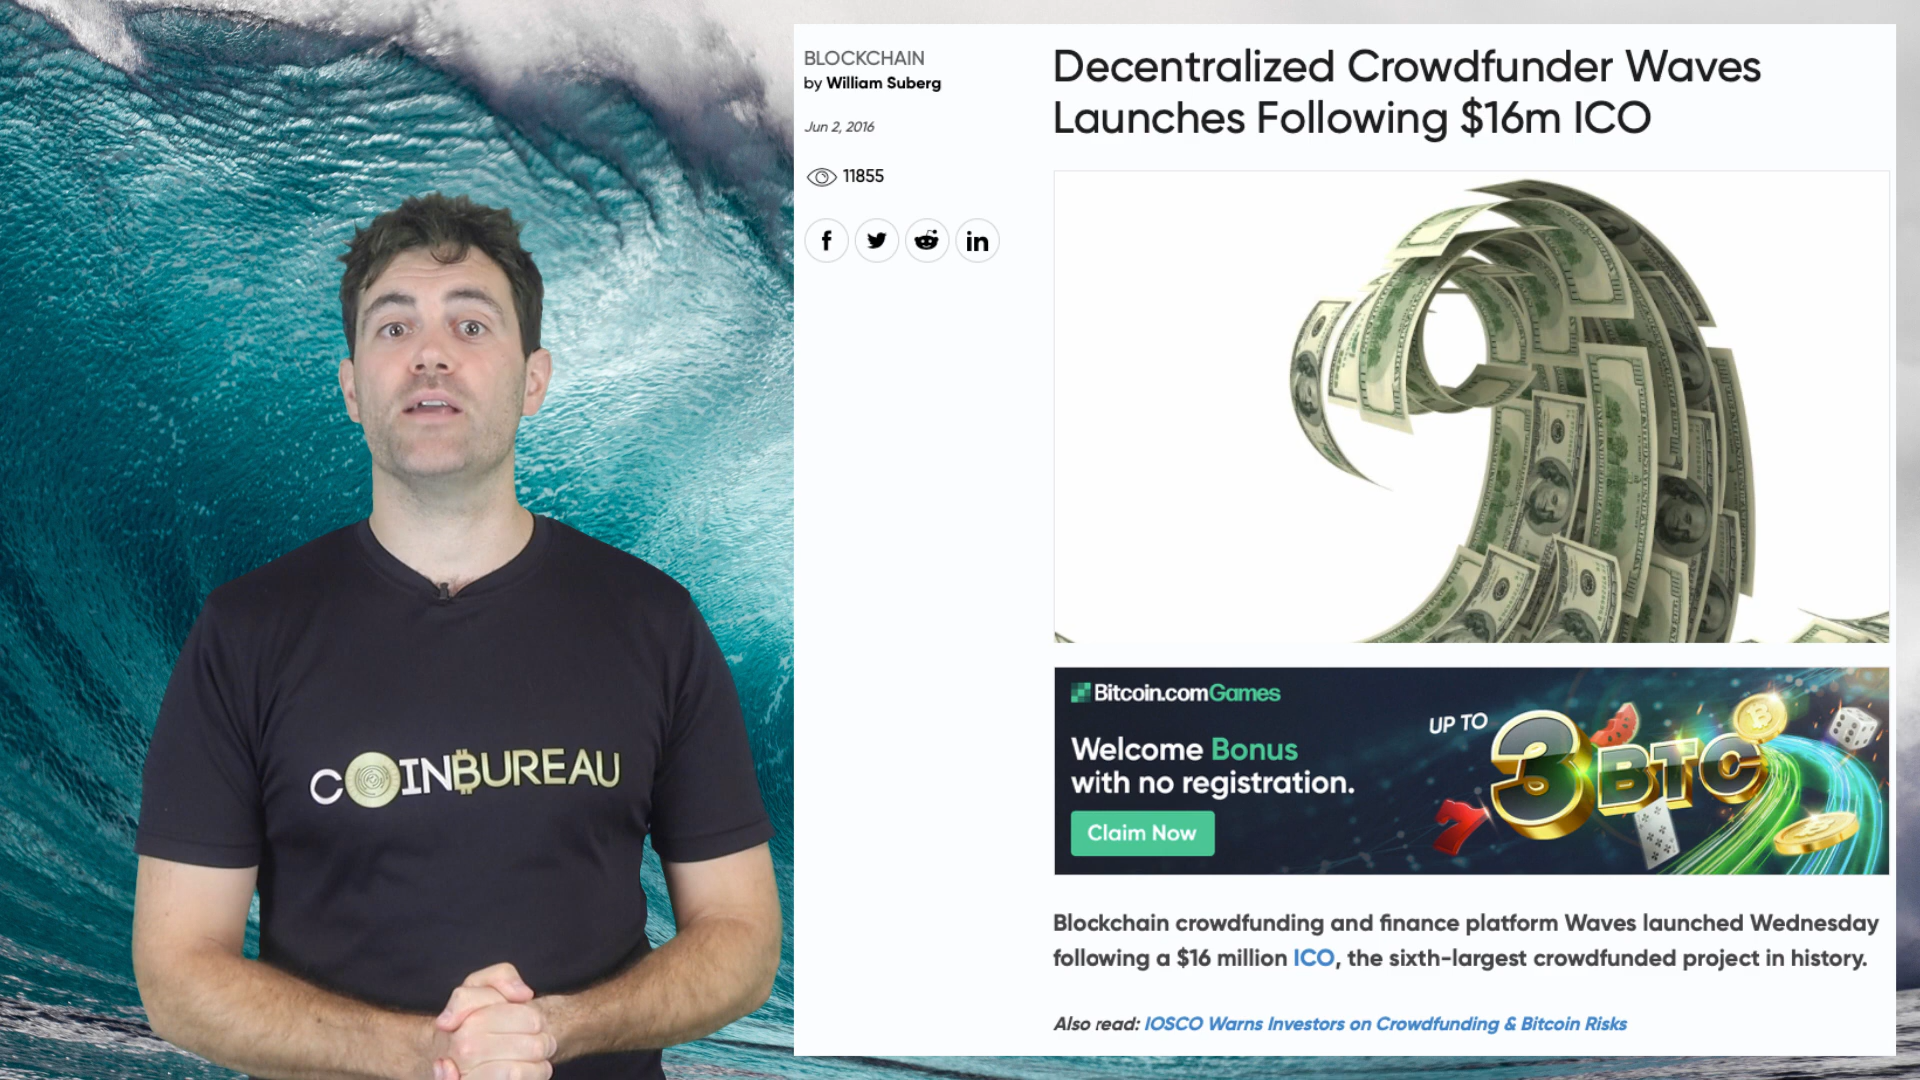 BLOCKCHAIN
by William Suberg
Jun 2, 2016
11855
Decentralized Crowdfunder Waves
Launches Following $16m ICO
Bitcoin.com Games
Welcome Bonus
with no registration.
Claim Now
UP TO
3 BTC
Blockchain crowdfunding and finance platform Waves launched Wednesday
following a $16 million ICO, the sixth-largest crowdfunded project in history.
Also read: IOSCO Warns Investors on Crowdfunding & Bitcoin Risks
COINBUREAU